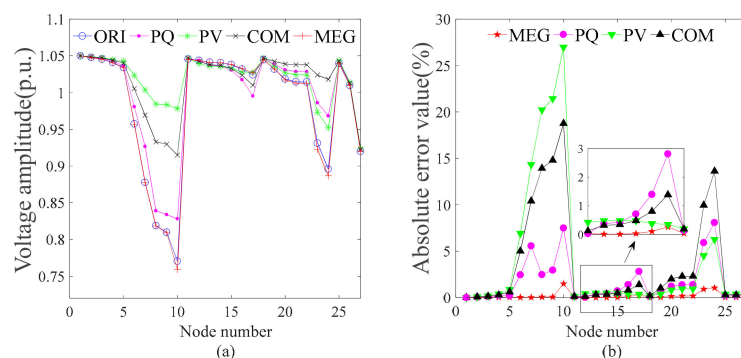 ORI PQ PV COM MEG
1.05
1
0.95
0.9
0.85
0.8
0.75
Voltage amplitude(p.u.)
0 5 10 15 20 25
Node number
(a)
MEG PQ PV COM
30
25
20
15
10
5
0
Absolute error value(%)
3
2
1
0
0 5 10 15 20 25
Node number
(b)